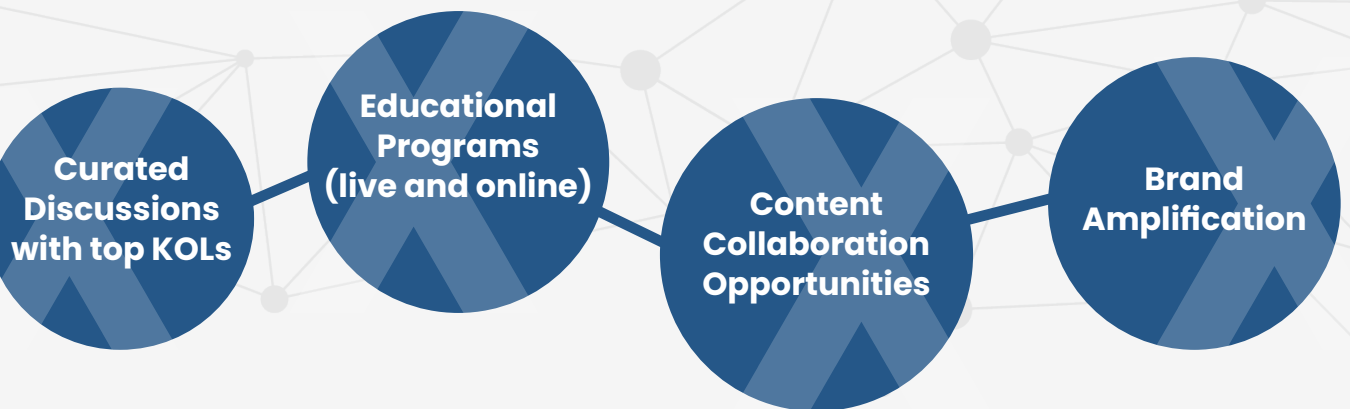 Curated
Discussions
with top KOLs
Educational
Programs
(live and online)
Content
Collaboration
Opportunities
Brand
Amplification